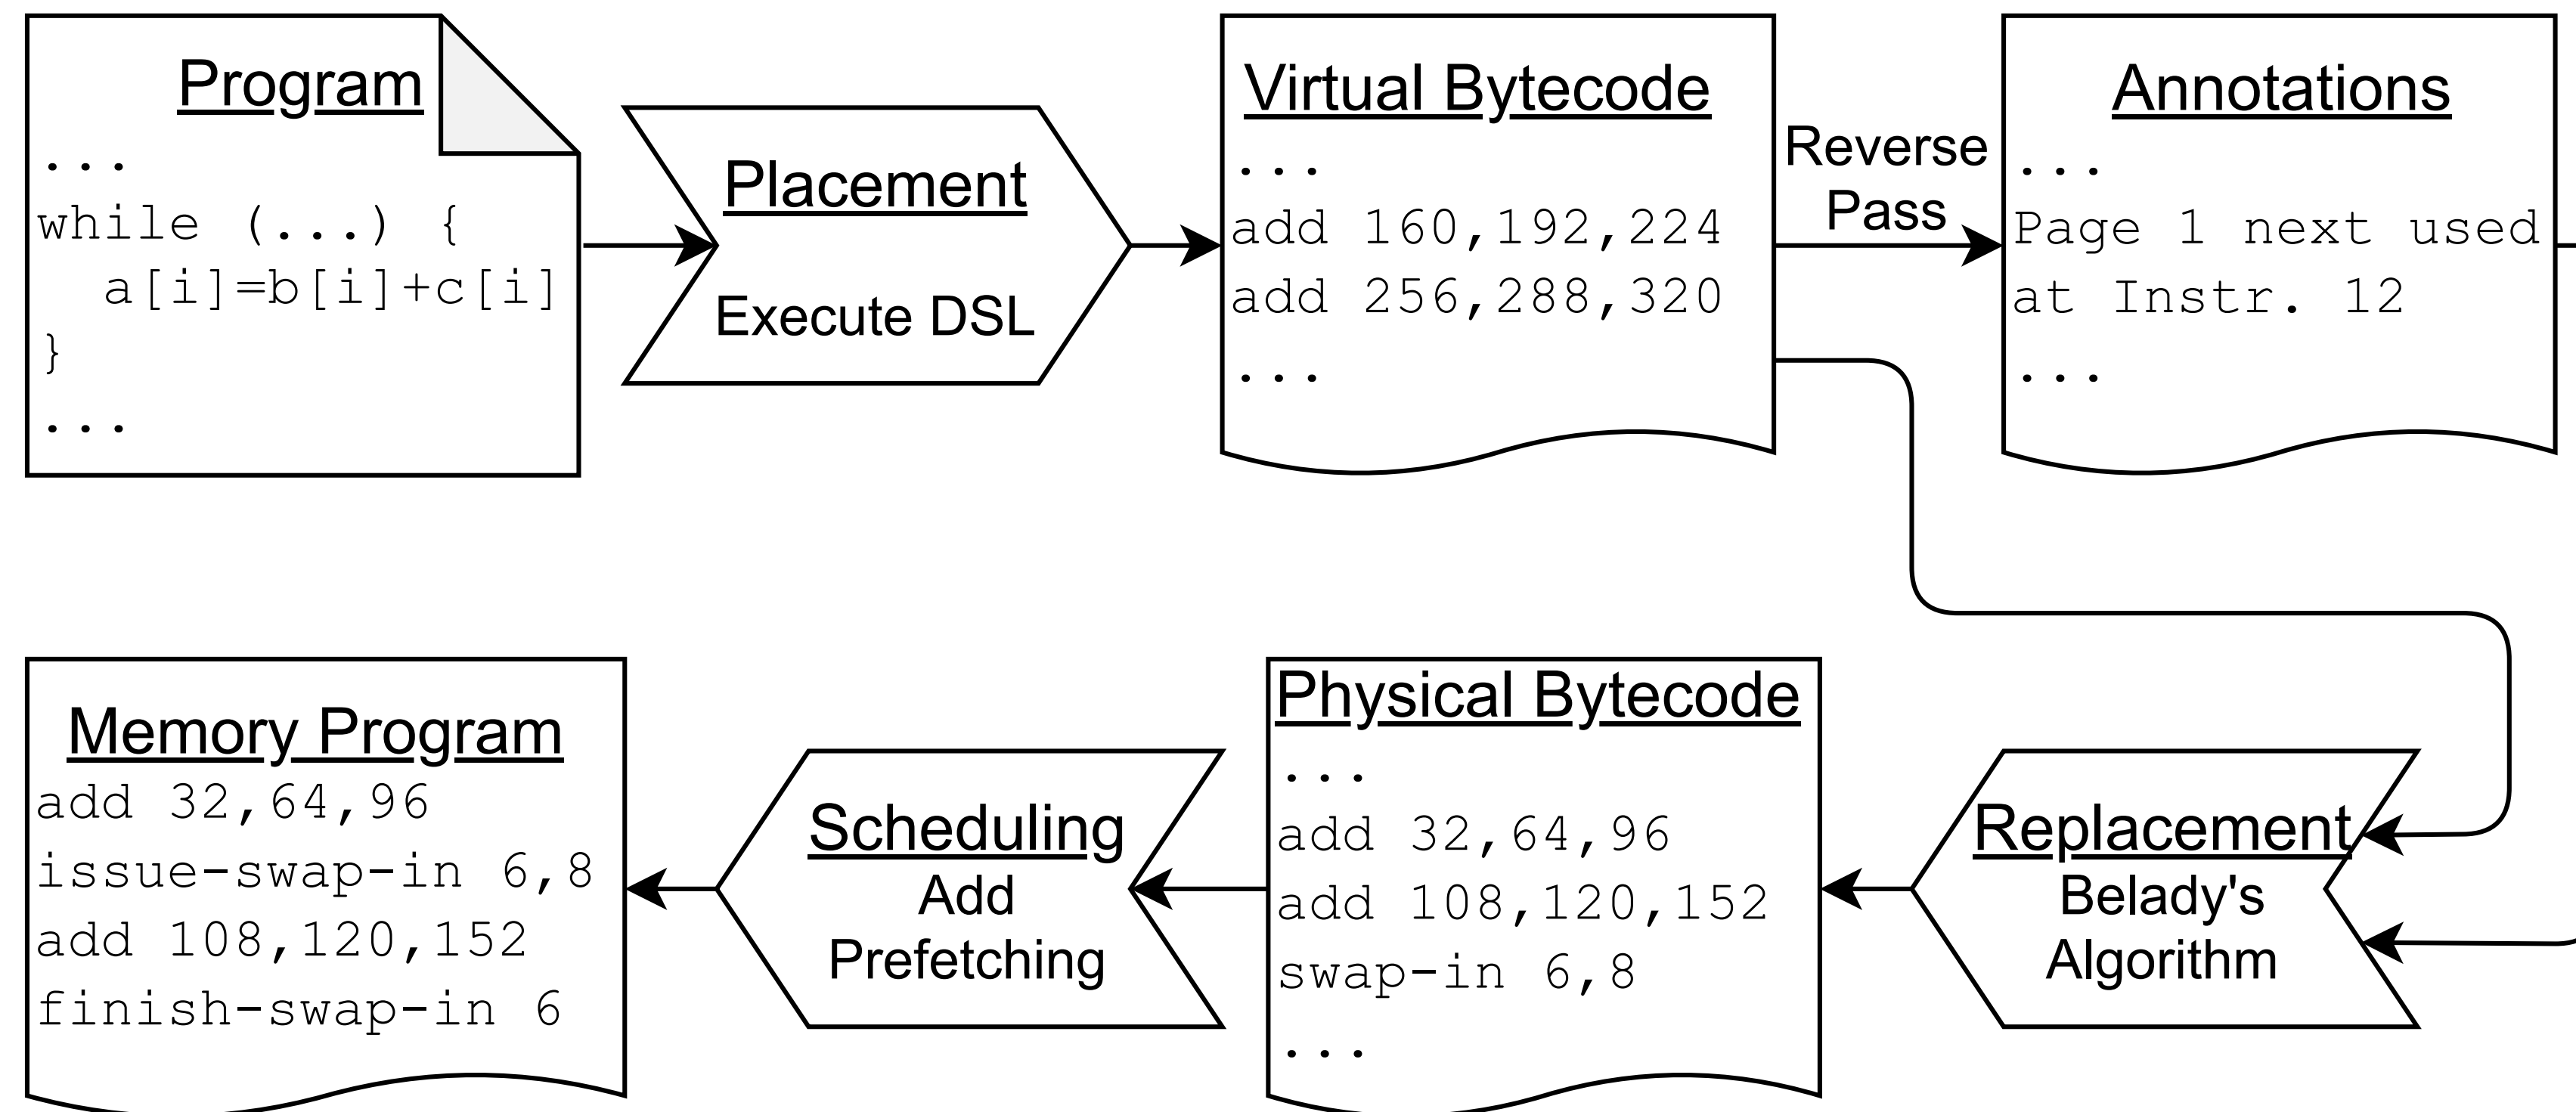 Program
...
while (...) {
  a[i]=b[i]+c[i]
}
...
Placement
Execute DSL
Virtual Bytecode
...
add 160,192,224
add 256,288,320
...
Reverse
Pass
Annotations
...
Page 1 next used
at Instr. 12
...
Replacement
Belady's
Algorithm
Physical Bytecode
...
add 32,64,96
add 108,120,152
swap-in 6,8
...
Scheduling
Add
Prefetching
Memory Program
add 32,64,96
issue-swap-in 6,8
add 108,120,152
finish-swap-in 6